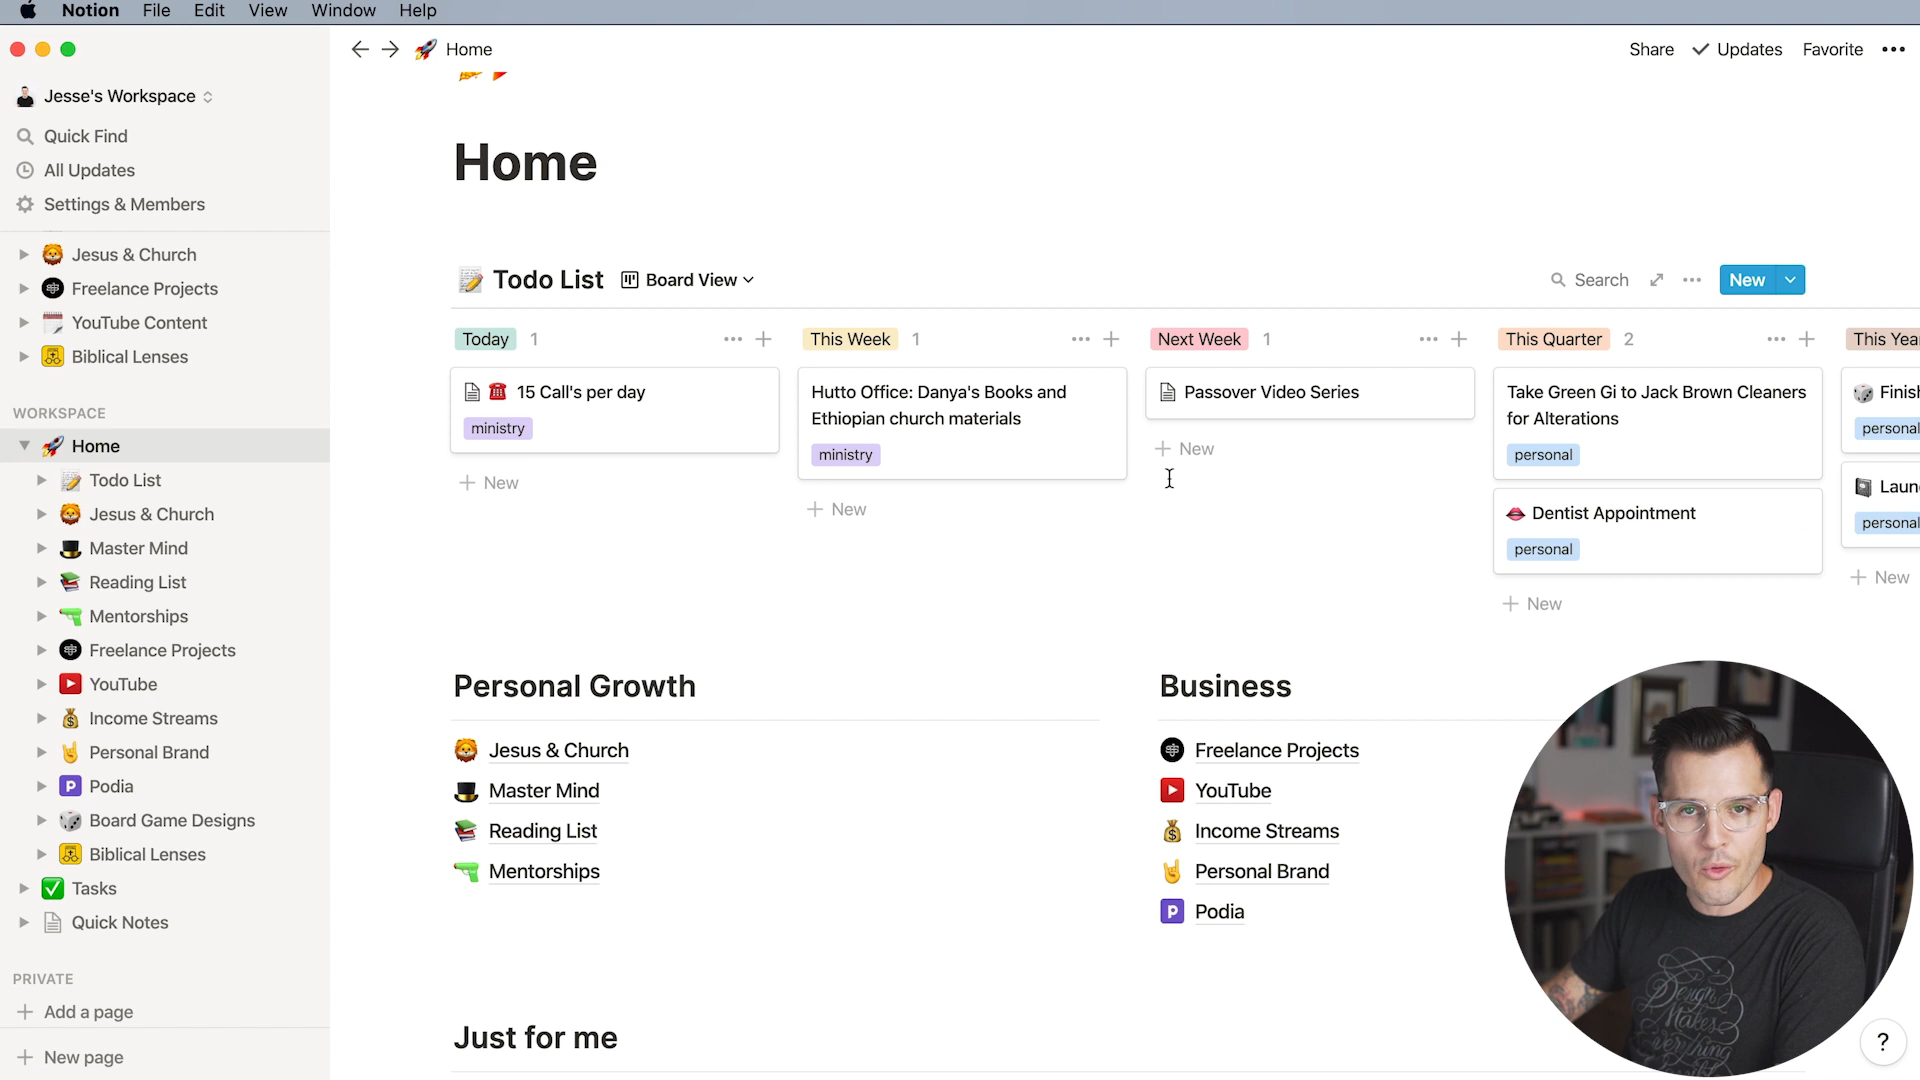 Notion File Edit View Window Help
Home
Share Updates Favorite
Jesse's Workspace
Quick Find
All Updates
Settings & Members
Jesus & Church
Freelance Projects
YouTube Content
Biblical Lenses
WORKSPACE
Home
Todo List
Jesus & Church
Master Mind
Reading List
Mentorships
Freelance Projects
YouTube
Income Streams
Personal Brand
Podia
Board Game Designs
Biblical Lenses
Tasks
Quick Notes
PRIVATE
Add a page
New page
Home
Todo List Board View
Search New
Today 1
15 Call's per day
ministry
New
This Week 1
Hutto Office: Danya's Books and
Ethiopian church materials
ministry
New
Next Week 1
Passover Video Series
New
This Quarter 2
Take Green Gi to Jack Brown Cleaners
for Alterations
personal
Dentist Appointment
personal
New
This Yea
Finish
personal
Laun
personal
New
Personal Growth
Jesus & Church
Master Mind
Reading List
Mentorships
Business
Freelance Projects
YouTube
Income Streams
Personal Brand
Podia
Just for me
Design
Makes
Everything
?